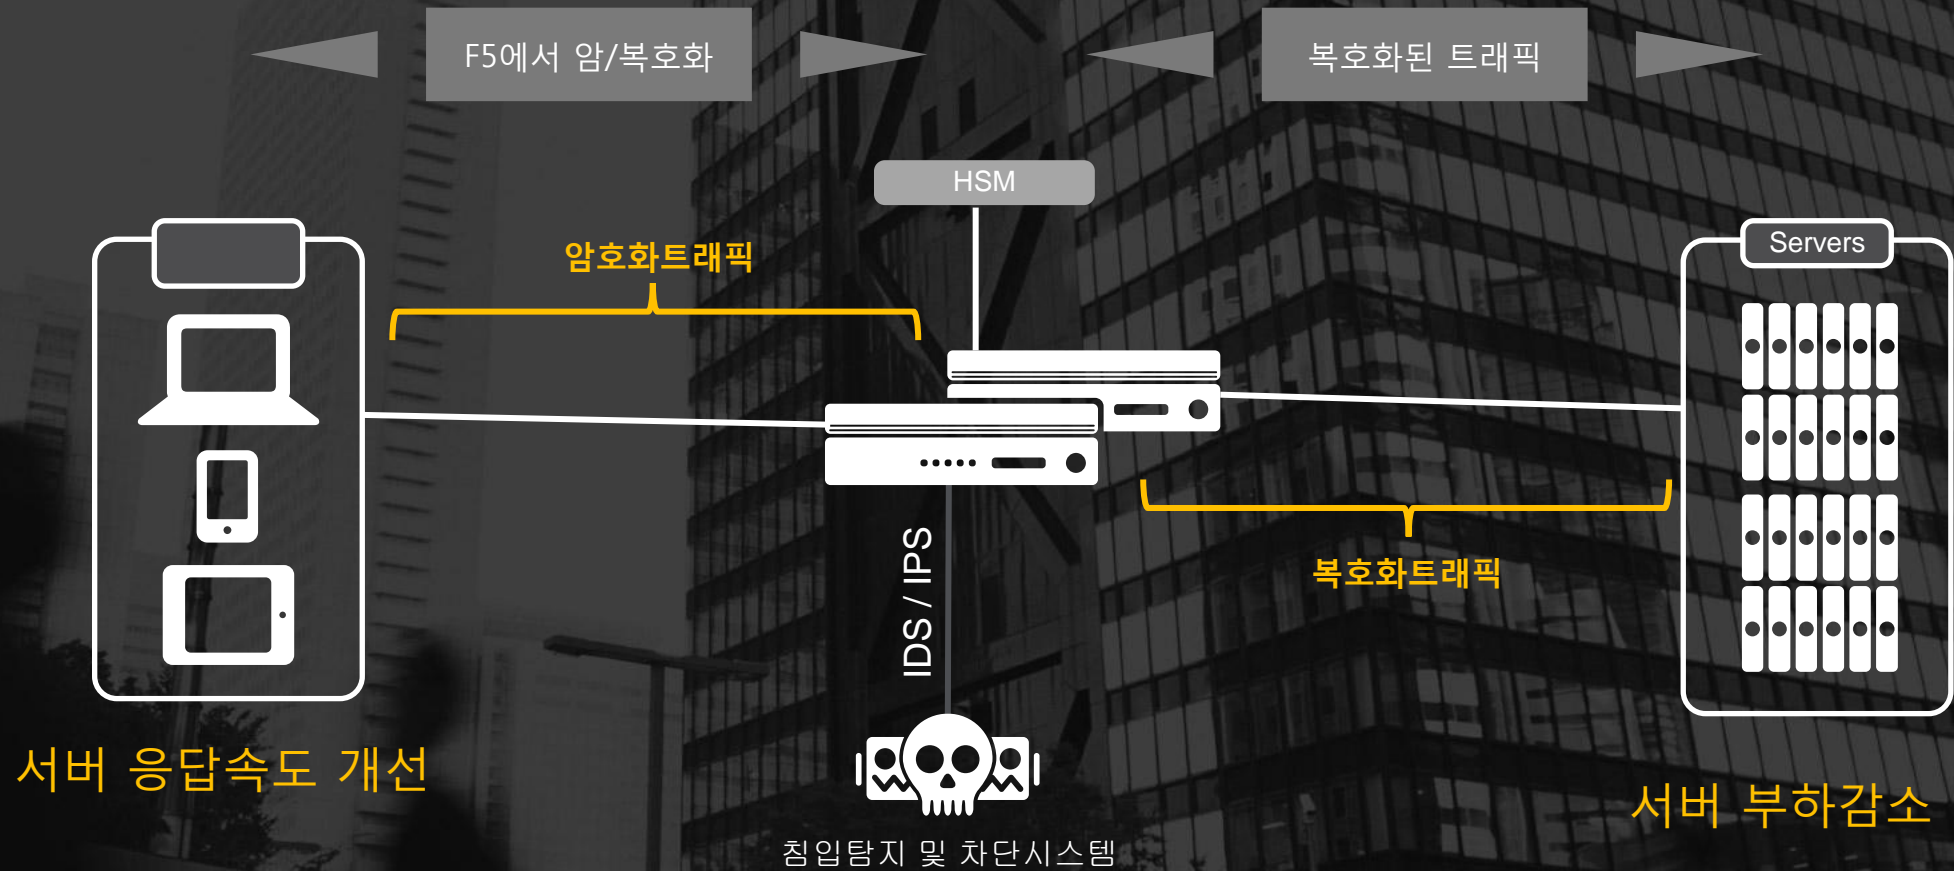 F5에서 암/복호화
복호화된 트래픽
HSM
Servers
암호화트래픽
IDS / IPS
복호화트래픽
서버 응답속도 개선
서버 부하감소
침입탐지 및 차단시스템